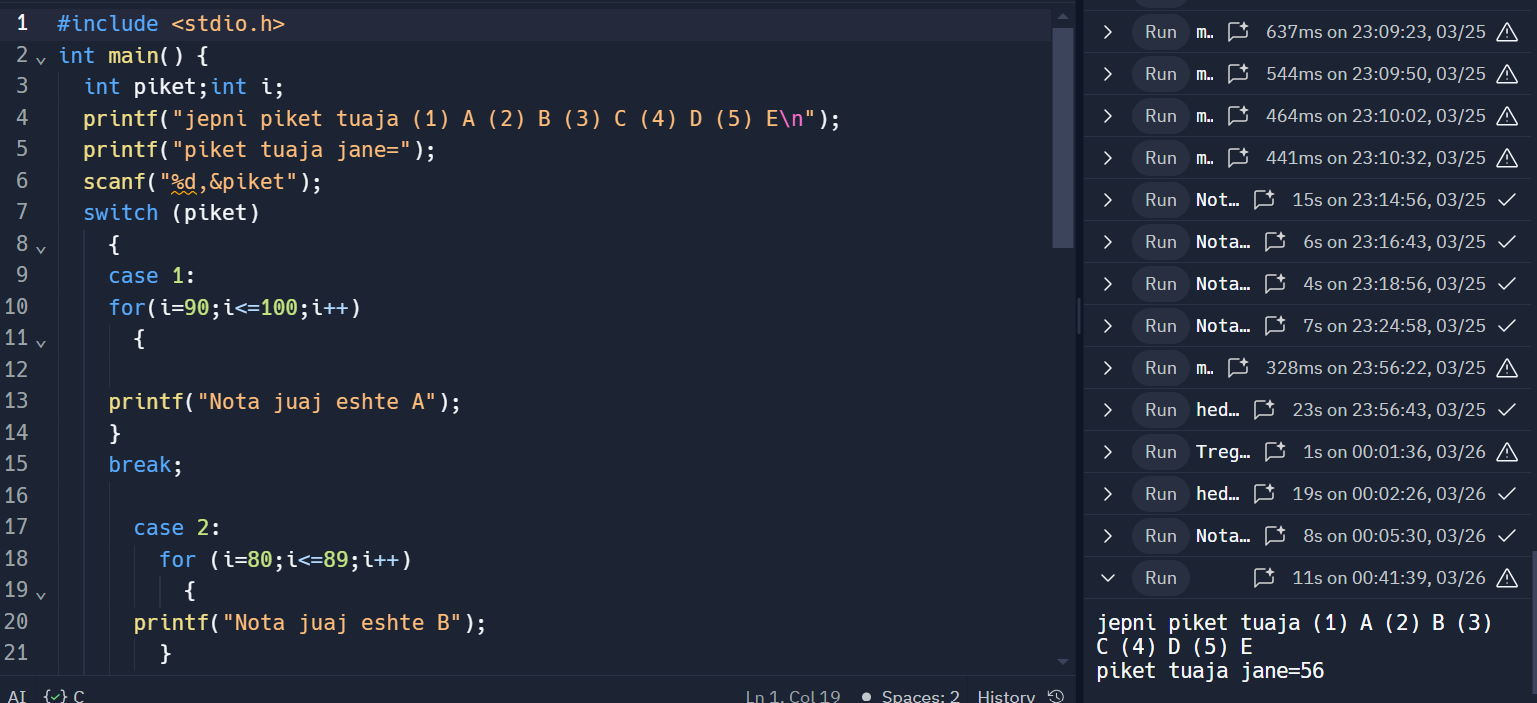 1 #include <stdio.h>
2 int main() {
3 int piket;int i;
4 printf("jepni piket tuaja (1) A (2) B (3) C (4) D (5) E\n");
5 printf("piket tuaja jane=");
6 scanf("%d,&piket");
7 switch (piket)
8 {
9 case 1:
10 for(i=90;i<=100;i++)
11 {
12
13 printf("Nota juaj eshte A");
14 }
15 break;
16
17 case 2:
18 for (i=80;i<=89;i++)
19 {
20 printf("Nota juaj eshte B");
21 }
AI C
Ln 1, Col 19 Spaces: 2 History
Run m.. 637ms on 23:09:23, 03/25
Run m.. 544ms on 23:09:50, 03/25
Run m.. 464ms on 23:10:02, 03/25
Run m.. 441ms on 23:10:32, 03/25
Run Not... 15s on 23:14:56, 03/25
Run Nota... 6s on 23:16:43, 03/25
Run Nota... 4s on 23:18:56, 03/25
Run Nota... 7s on 23:24:58, 03/25
Run m.. 328ms on 23:56:22, 03/25
Run hed... 23s on 23:56:43, 03/25
Run Treg... 1s on 00:01:36, 03/26
Run hed... 19s on 00:02:26, 03/26
Run Nota... 8s on 00:05:30, 03/26
Run 11s on 00:41:39, 03/26
jepni piket tuaja (1) A (2) B (3)
C (4) D (5) E
piket tuaja jane=56